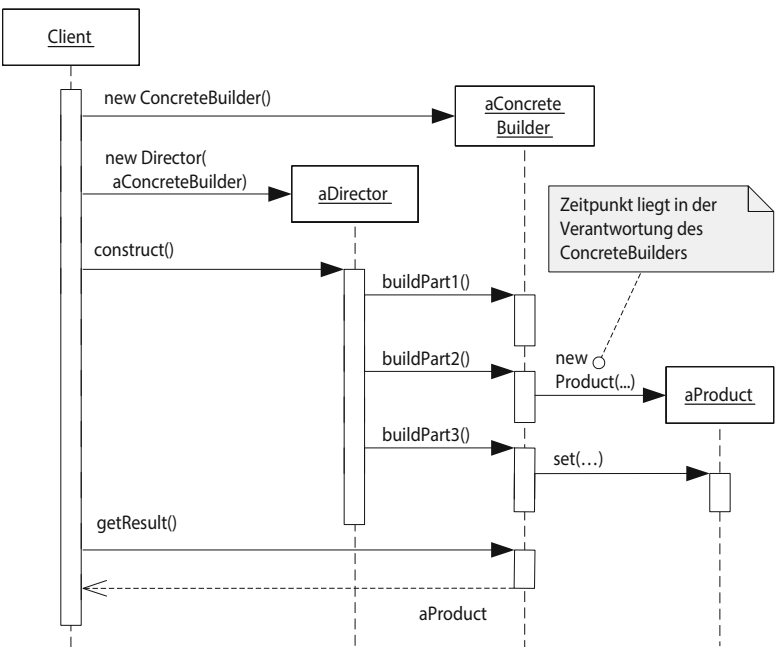 Client
new ConcreteBuilder()
aConcrete
Builder
new Director(
aConcreteBuilder)
aDirector
Zeitpunkt liegt in der
Verantwortung des
ConcreteBuilders
construct()
buildPart1()
buildPart2()
new
Product(...)
aProduct
buildPart3()
set(…)
getResult()
aProduct